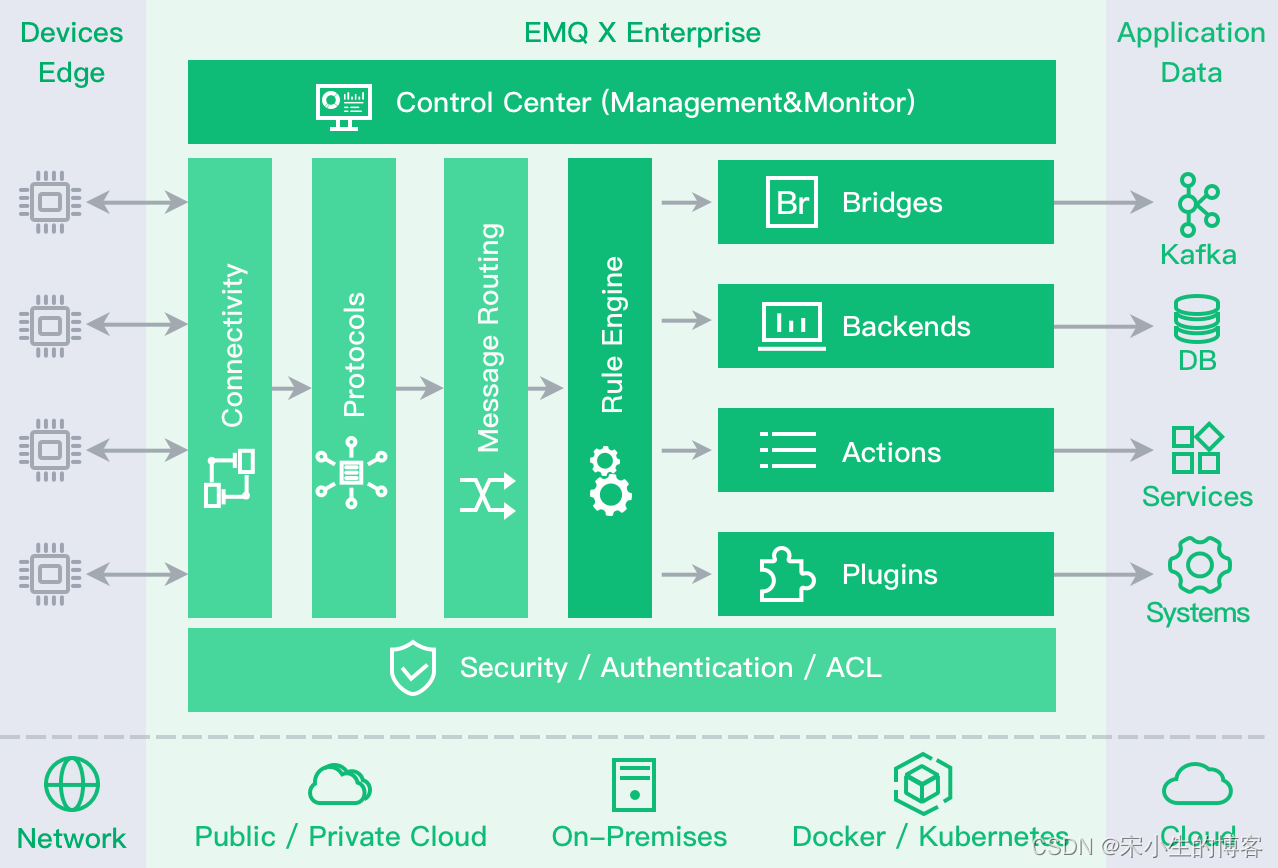 Devices
Edge
EMQ X Enterprise
Application
Data
Control Center (Management&Monitor)
Connectivity
Protocols
Message Routing
Rule Engine
Br Bridges
Backends
Actions
Plugins
Kafka
DB
Services
Systems
Security / Authentication / ACL
Network
Public / Private Cloud
On-Premises
Docker / Kubernetes
Cloud
CSDN @宋小生的博客